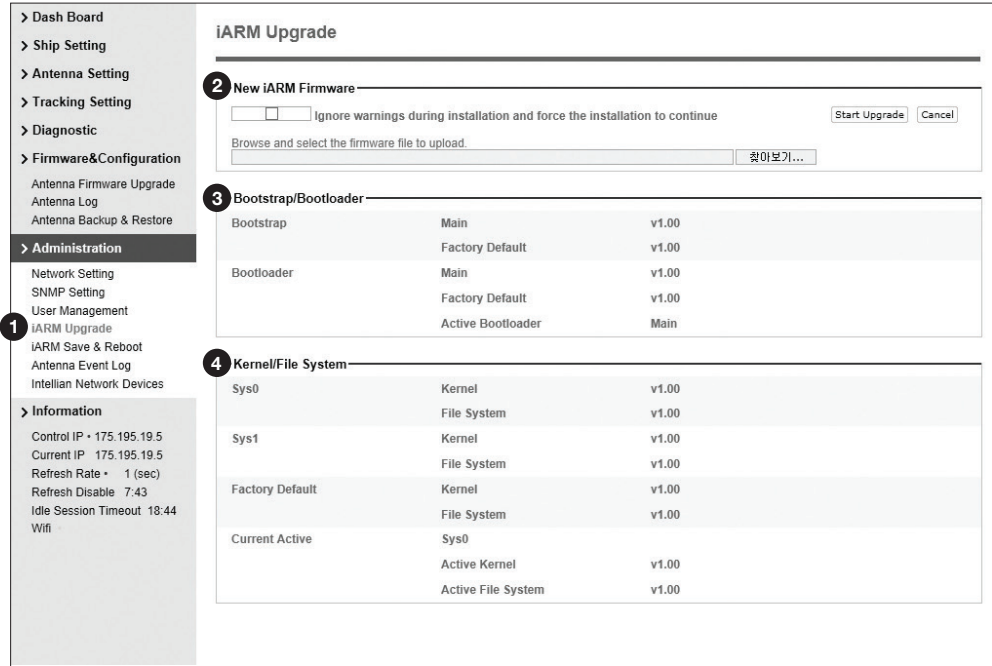 > Dash Board
> Ship Setting
> Antenna Setting
> Tracking Setting
> Diagnostic
> Firmware&Configuration
Antenna Firmware Upgrade
Antenna Log
Antenna Backup & Restore
> Administration
Network Setting
SNMP Setting
User Management
1 iARM Upgrade
iARM Save & Reboot
Antenna Event Log
Intellian Network Devices
> Information
Control IP • 175.195.19.5
Current IP 175.195.19.5
Refresh Rate • 1 (sec)
Refresh Disable 7:43
Idle Session Timeout 18:44
Wifi
iARM Upgrade
2 New iARM Firmware
Ignore warnings during installation and force the installation to continue Start Upgrade Cancel
Browse and select the firmware file to upload.
찾아보기...
3 Bootstrap/Bootloader
Bootstrap Main v1.00
Factory Default v1.00
Bootloader Main v1.00
Factory Default v1.00
Active Bootloader Main
4 Kernel/File System
Sys0 Kernel v1.00
File System v1.00
Sys1 Kernel v1.00
File System v1.00
Factory Default Kernel v1.00
File System v1.00
Current Active Sys0
Active Kernel v1.00
Active File System v1.00